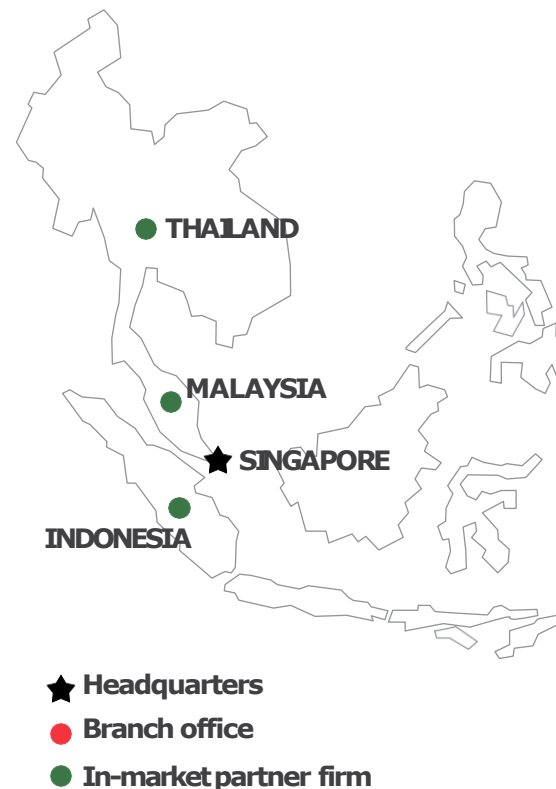 THAILAND
MALAYSIA
SINGAPORE
INDONESIA
Headquarters
Branch office
In-market partner firm